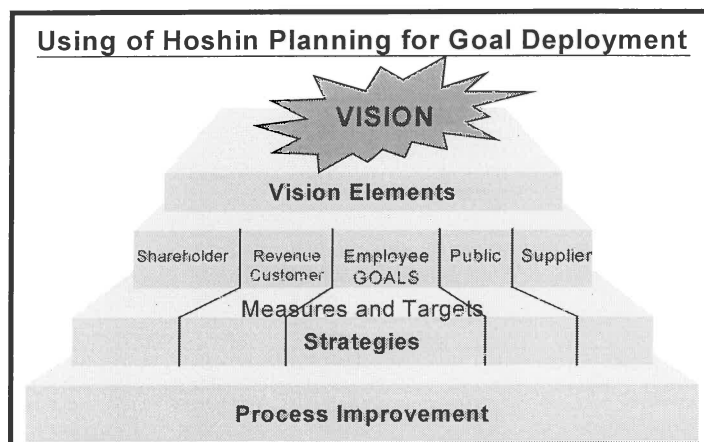 Using of Hoshin Planning for Goal Deployment
VISION
Vision Elements
Shareholder Revenue Employee Public Supplier
Customer GOALS
Measures and Targets
Strategies
Process Improvement